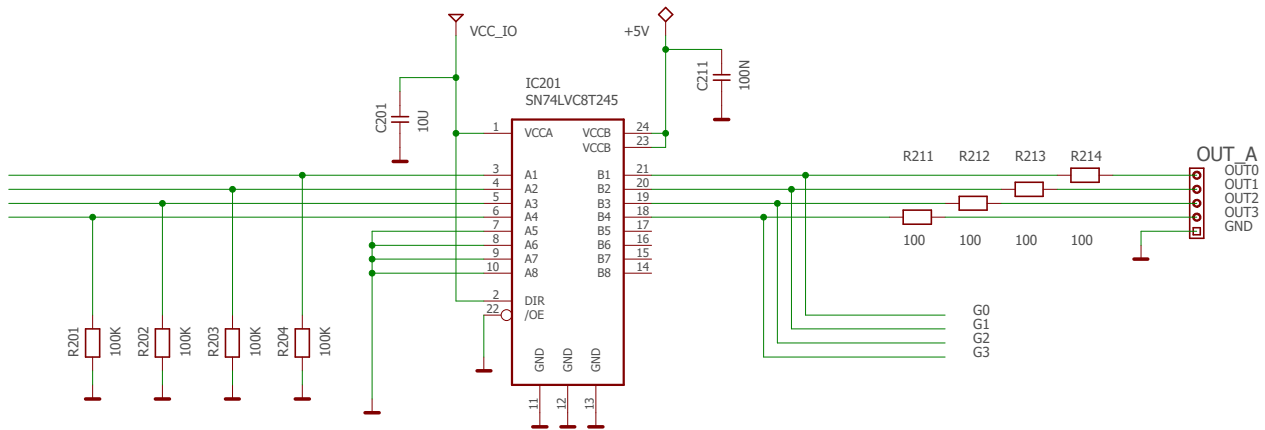 VCC_IO
+5V
C201
10U
C211
100N
IC201
SN74LVC8T245
1 VCCA VCCB 24
VCCB 23
3 A1 B1 21
4 A2 B2 20
5 A3 B3 19
6 A4 B4 18
7 A5 B5 17
8 A6 B6 16
9 A7 B7 15
10 A8 B8 14
2 DIR
22 /OE
GND GND GND
11 12 13
R201 100K
R202 100K
R203 100K
R204 100K
R211 R212 R213 R214
100 100 100 100
OUT_A
OUT0
OUT1
OUT2
OUT3
GND
G0
G1
G2
G3